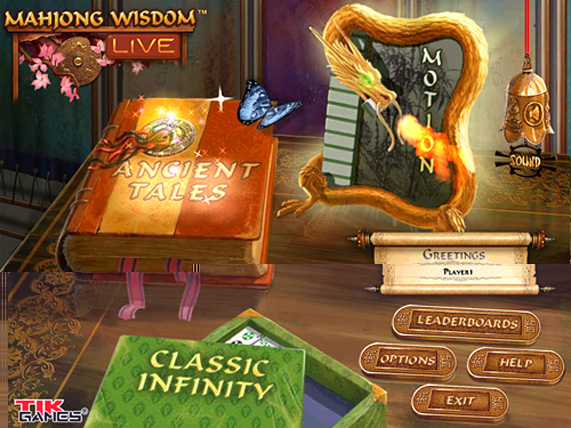 MAHJONG WISDOM™
LIVE
ANCIENT
TALES
MOTION
SOUND
GREETINGS
PLAYER1
LEADERBOARDS
OPTIONS
HELP
EXIT
CLASSIC
INFINITY
TIK
GAMES®